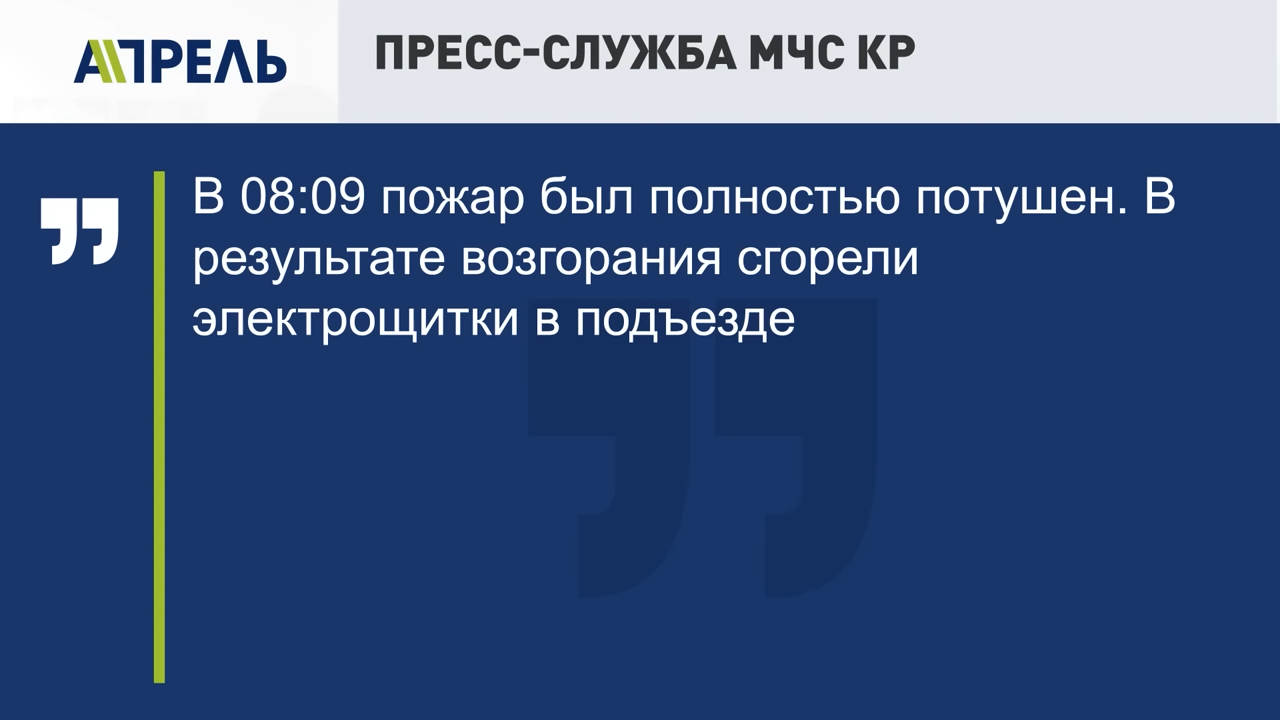 АПРЕЛЬ
ПРЕСС-СЛУЖБА МЧС КР
В 08:09 пожар был полностью потушен. В
результате возгорания сгорели
электрощитки в подъезде